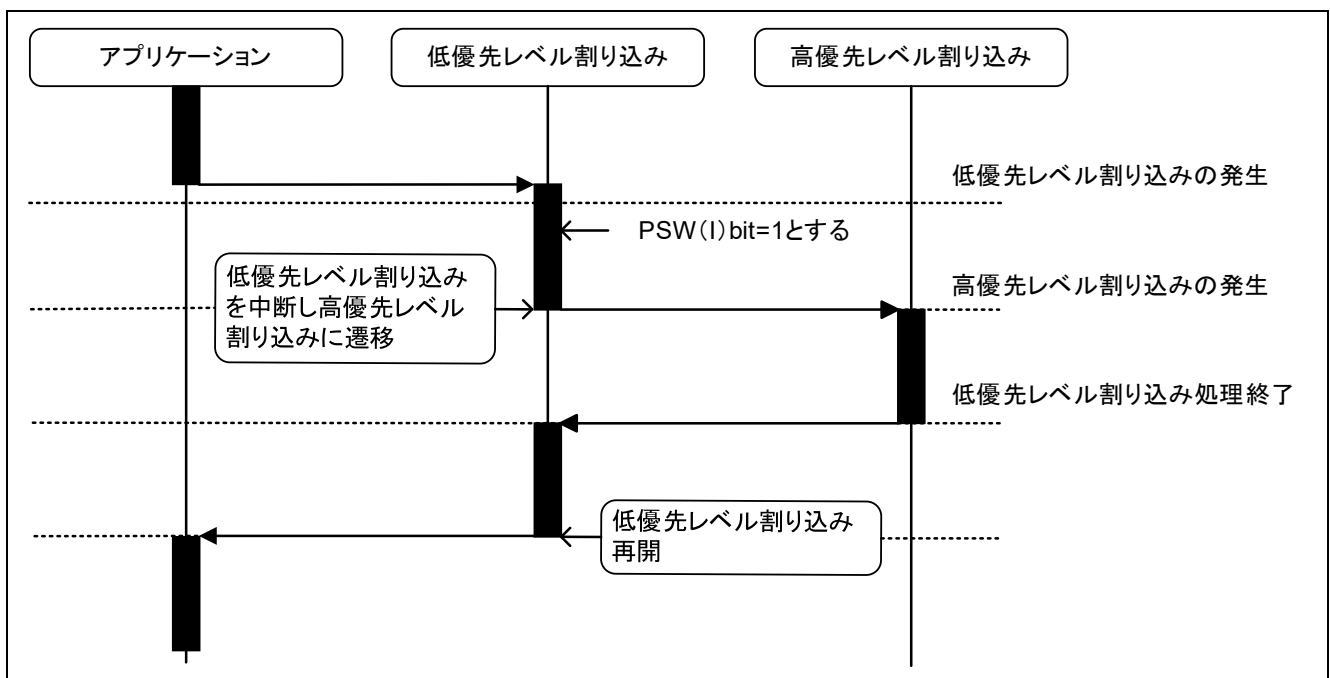 アプリケーション
低優先レベル割り込み
高優先レベル割り込み
低優先レベル割り込みの発生
PSW(I)bit=1とする
低優先レベル割り込み
を中断し高優先レベル
割り込みに遷移
高優先レベル割り込みの発生
低優先レベル割り込み処理終了
低優先レベル割り込み
再開